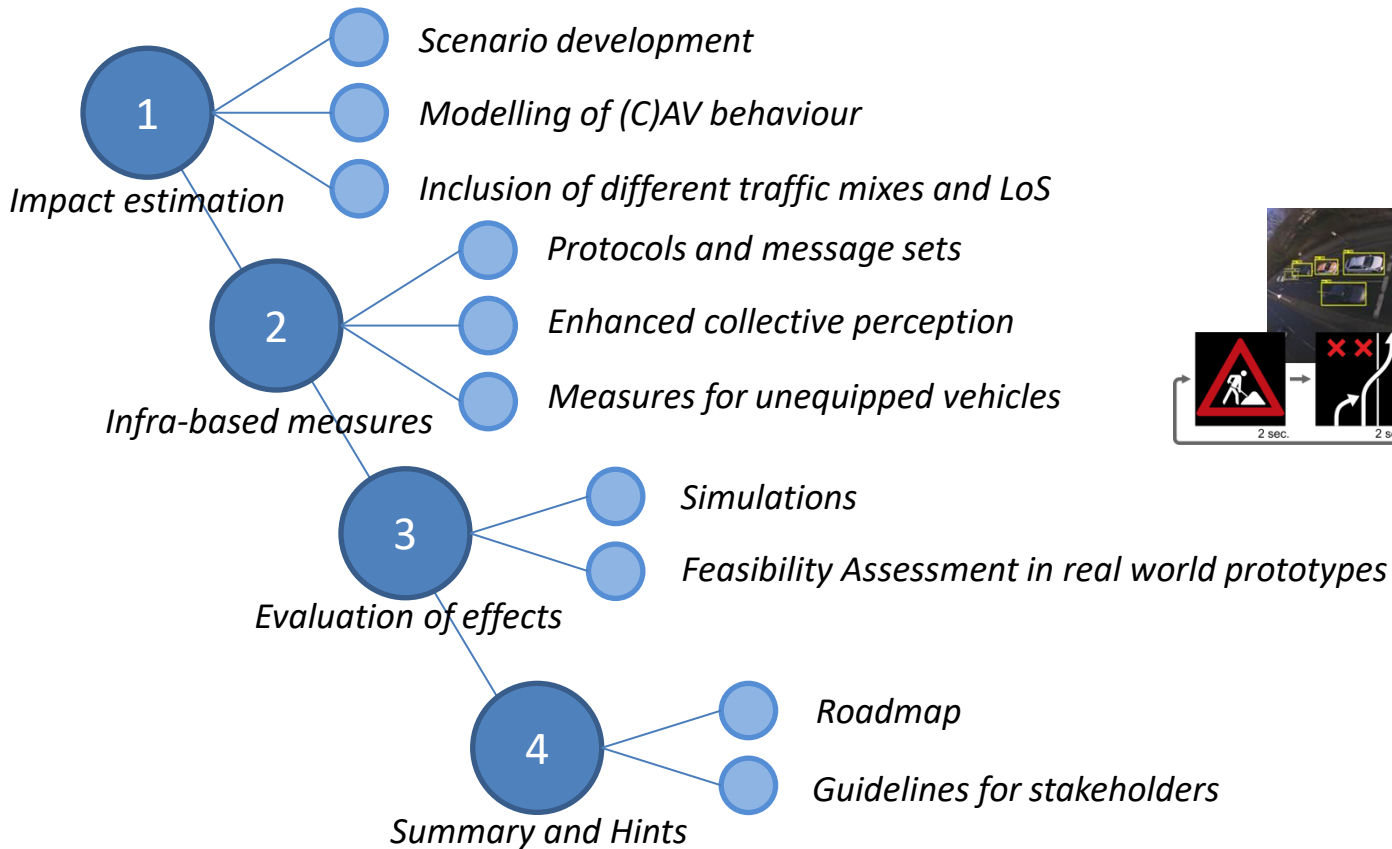 1
Impact estimation
Scenario development
Modelling of (C)AV behaviour
Inclusion of different traffic mixes and LoS
2
Infra-based measures
Protocols and message sets
Enhanced collective perception
Measures for unequipped vehicles
2 sec.
2
3
Evaluation of effects
Simulations
Feasibility Assessment in real world prototypes
4
Summary and Hints
Roadmap
Guidelines for stakeholders